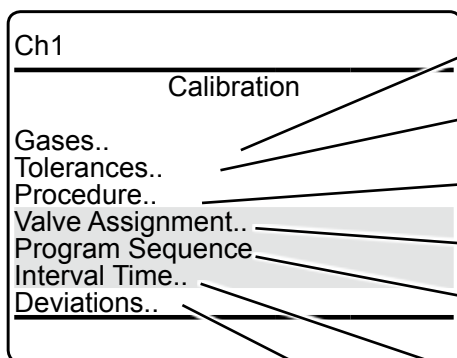 Ch1
Calibration
Gases..
Tolerances..
Procedure..
Valve Assignment..
Program Sequence
Interval Time..
Deviations..